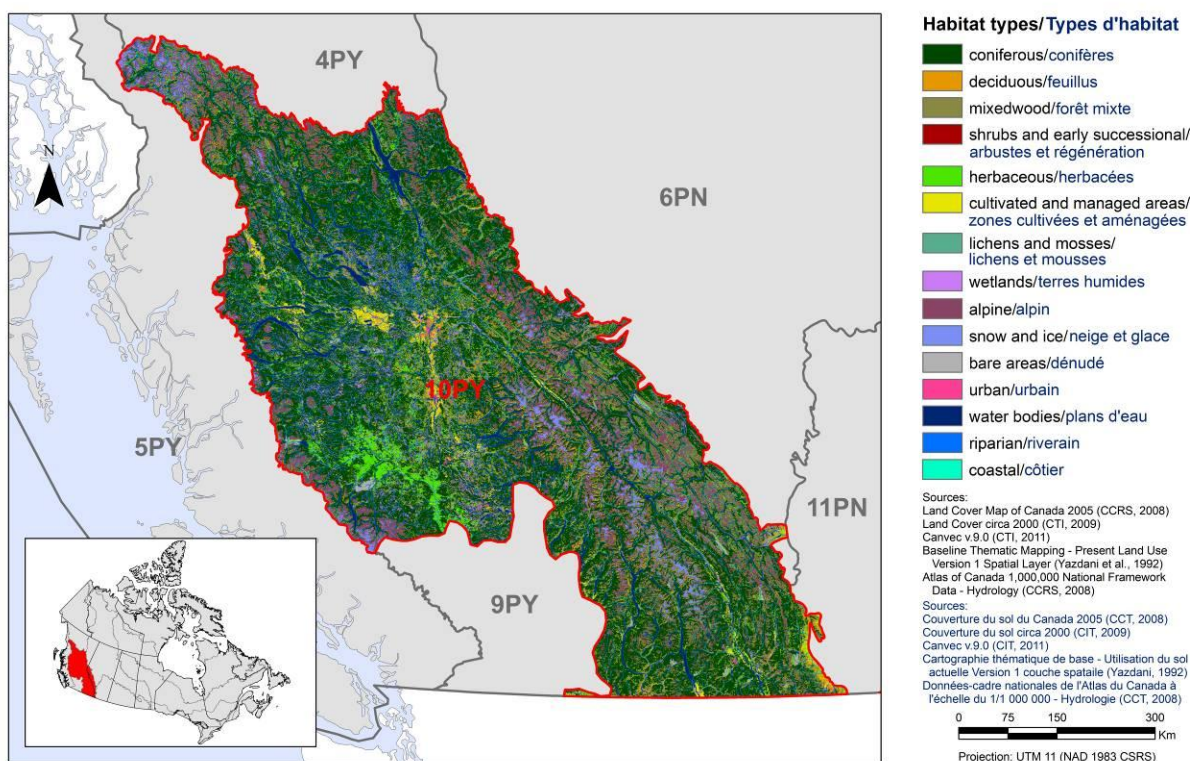 4PY
N
6PN
10PY
5PY
11PN
9PY
Habitat types/Types d'habitat
coniferous/conifères
deciduous/feuillus
mixedwood/forêt mixte
shrubs and early successional/
arbustes et régénération
herbaceous/herbacées
cultivated and managed areas/
zones cultivées et aménagées
lichens and mosses/
lichens et mousses
wetlands/terres humides
alpine/alpin
snow and ice/neige et glace
bare areas/dénudé
urban/urbain
water bodies/plans d'eau
riparian/riverain
coastal/côtier
Sources:
Land Cover Map of Canada 2005 (CCRS, 2008)
Land Cover circa 2000 (CTI, 2009)
Canvec v.9.0 (CTI, 2011)
Baseline Thematic Mapping - Present Land Use
Version 1 Spatial Layer (Yazdani et al., 1992)
Atlas of Canada 1,000,000 National Framework
Data - Hydrology (CCRS, 2008)
Sources:
Couverture du sol du Canada 2005 (CCT, 2008)
Couverture du sol circa 2000 (CIT, 2009)
Canvec v.9.0 (CIT, 2011)
Cartographie thématique de base - Utilisation du sol
actuelle Version 1 couche spataile (Yazdani, 1992)
Données-cadre nationales de l'Atlas du Canada à
l'échelle du 1/1 000 000 - Hydrologie (CCT, 2008)
0 75 150 300
Km
Projection: UTM 11 (NAD 1983 CSRS)